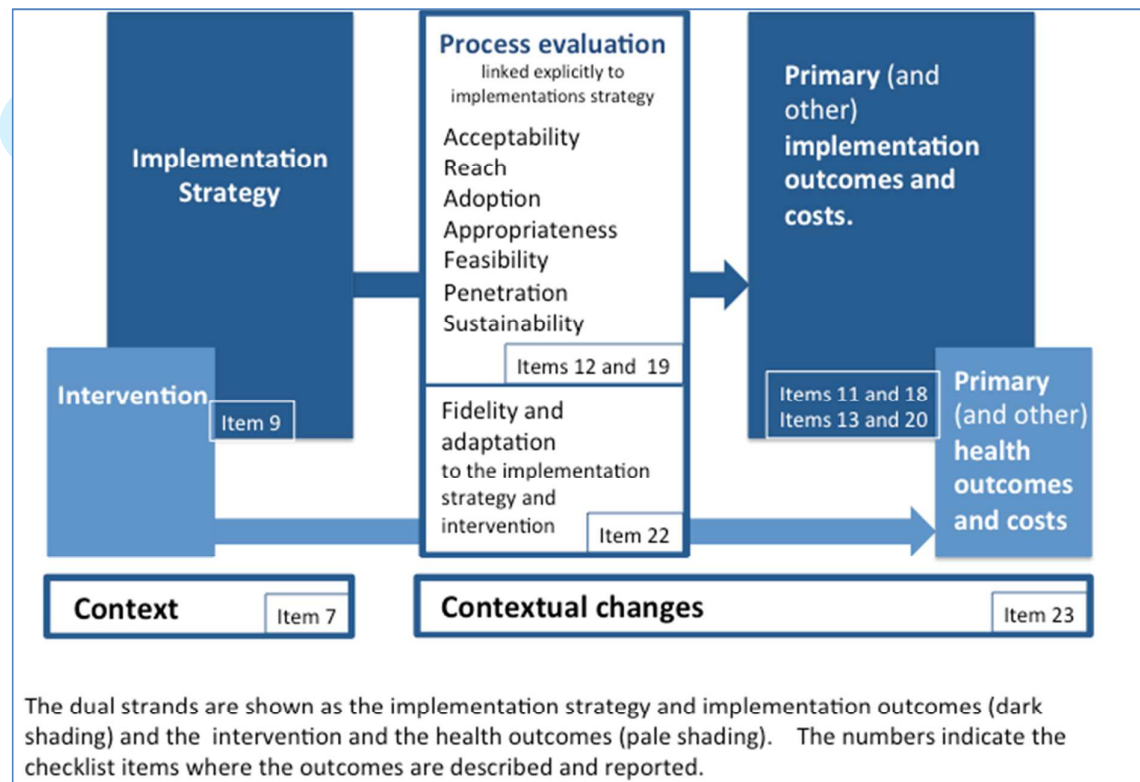 Implementation
Strategy
Intervention
Item 9
Process evaluation
linked explicitly to
implementations strategy
Acceptability
Reach
Adoption
Appropriateness
Feasibility
Penetration
Sustainability
Items 12 and 19
Fidelity and
adaptation
to the implementation
strategy and
intervention
Item 22
Primary (and
other)
implementation
outcomes and
costs.
Items 11 and 18
Items 13 and 20
Primary
(and other)
health
outcomes
and costs
Context
Item 7
Contextual changes
Item 23
The dual strands are shown as the implementation strategy and implementation outcomes (dark
shading) and the intervention and the health outcomes (pale shading). The numbers indicate the
checklist items where the outcomes are described and reported.